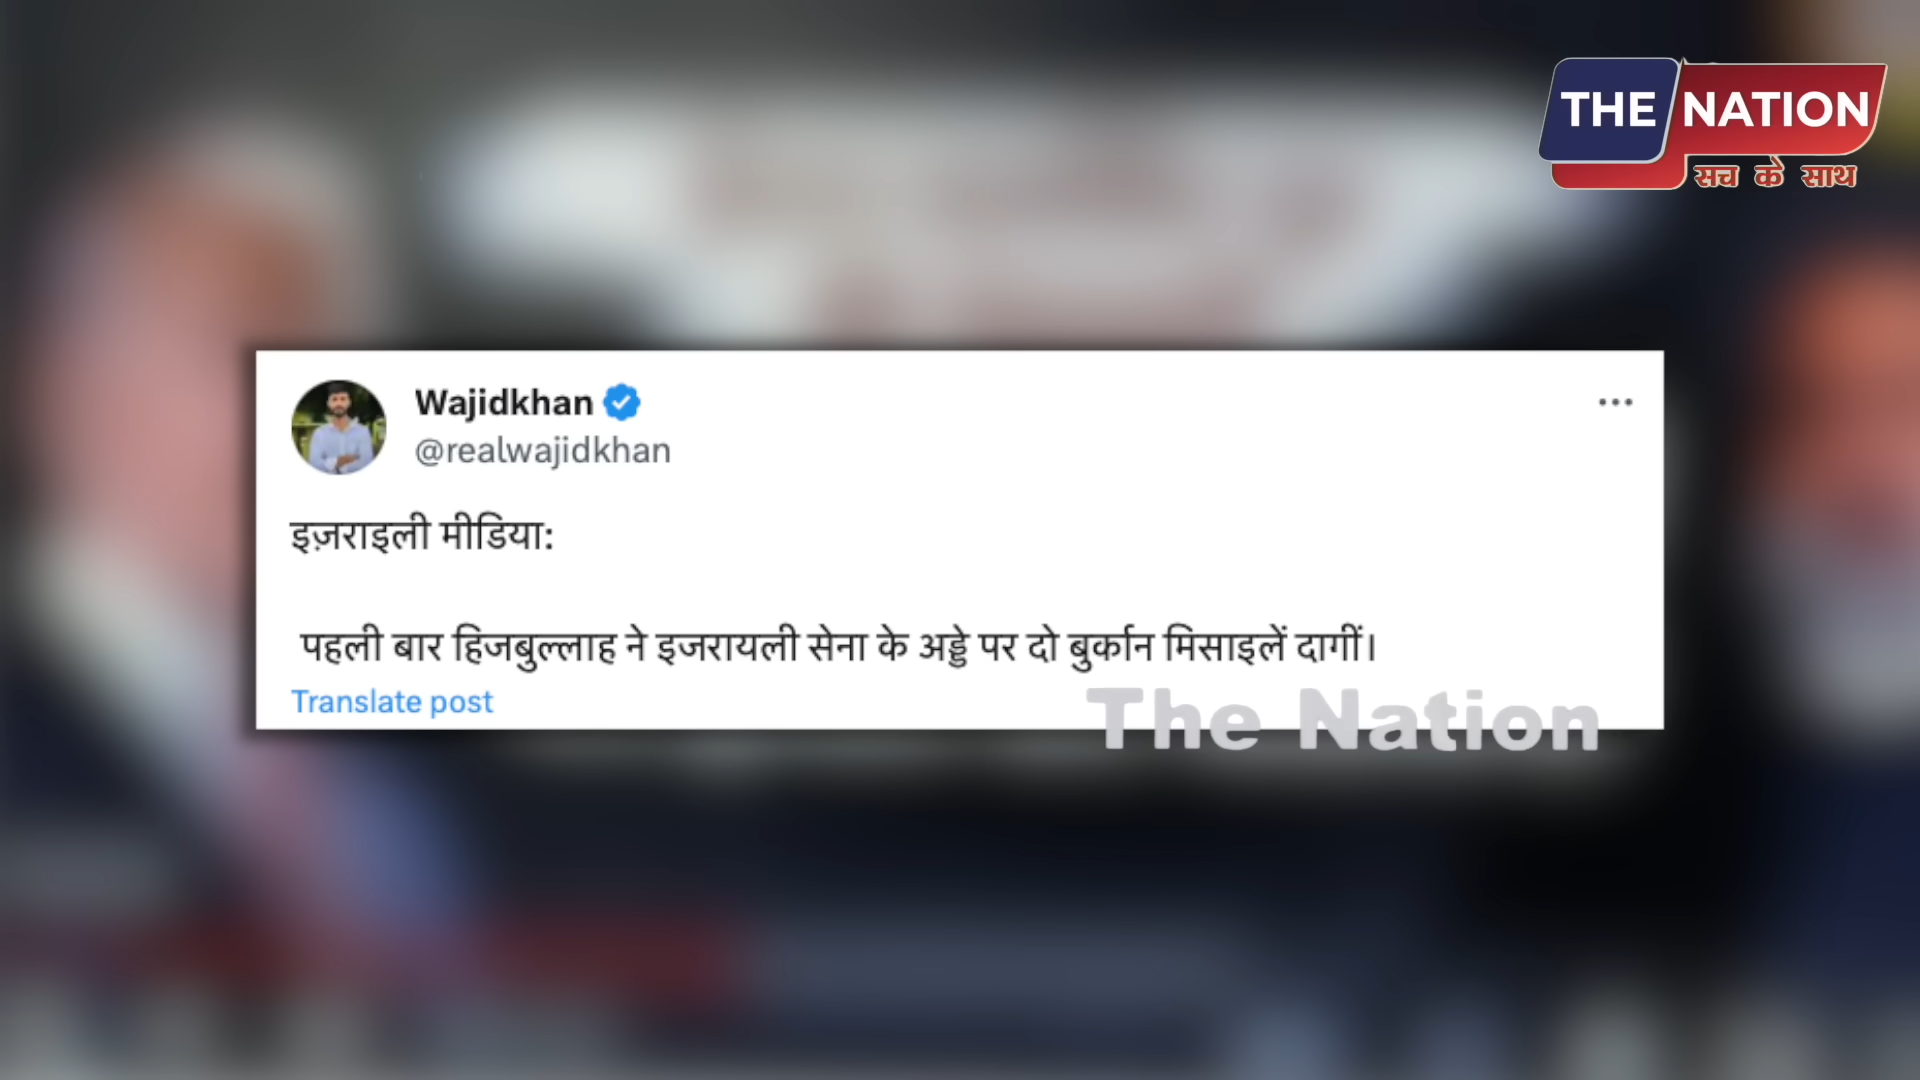 THE NATION
सच के साथ
Wajidkhan
@realwajidkhan
इज़राइली मीडिया:
पहली बार हिजबुल्लाह ने इजरायली सेना के अड्डे पर दो बुर्कान मिसाइलें दागीं।
Translate post
The Nation